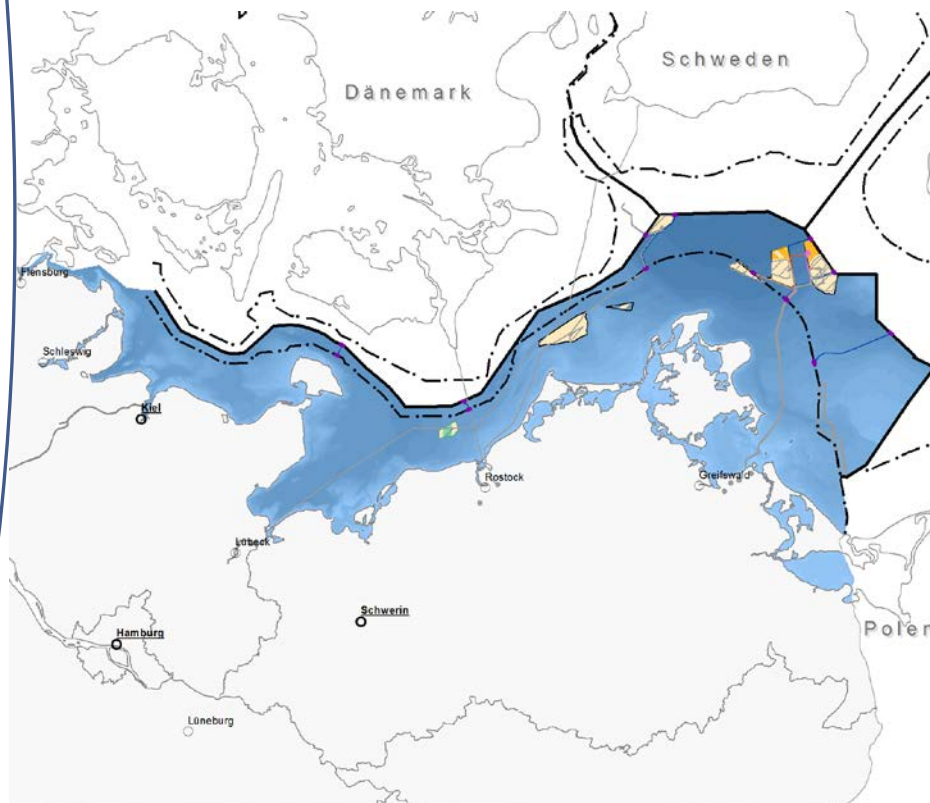 Schweden
Dänemark
Flensburg
Schleswig
Kiel
Rostock
Greifswald
Lübeck
Schwerin
Hamburg
Polen
Lüneburg